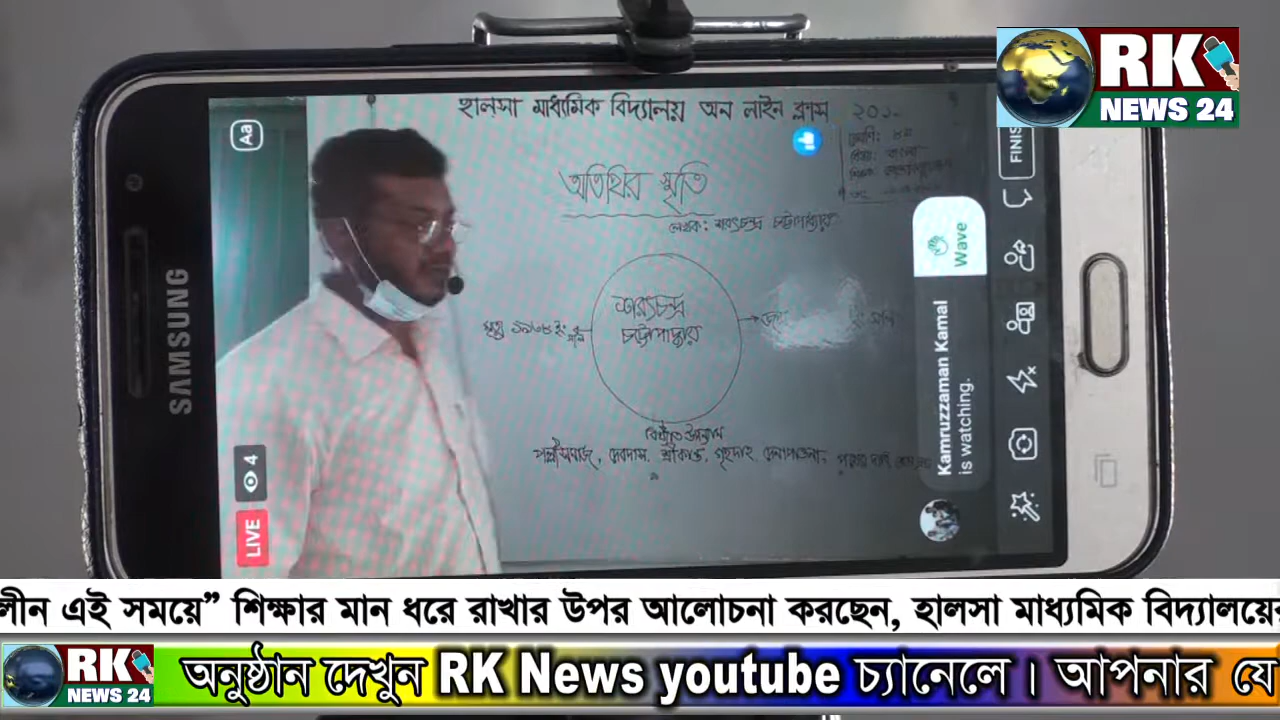 RK
NEWS 24
SAMSUNG
Aa
LIVE
4
হালসা মাধ্যমিক বিদ্যালয় অন লাইন ক্লাস
অতিথির স্মৃতি
লেখক: শরৎচন্দ্র চট্টোপাধ্যায়
শরৎচন্দ্র
বিখ্যাত উপন্যাস
পল্লীসমাজ, দেবদাস, শ্রীকান্ত, গৃহদাহ, দেনাপাওনা,
FINIS
Wave
Kamruzzaman Kamal
is watching.
লীন এই সময়ে” শিক্ষার মান ধরে রাখার উপর আলোচনা করছেন, হালসা মাধ্যমিক বিদ্যালয়ের
RK
NEWS 24
অনুষ্ঠান দেখুন RK News youtube চ্যানেলে। আপনার যে